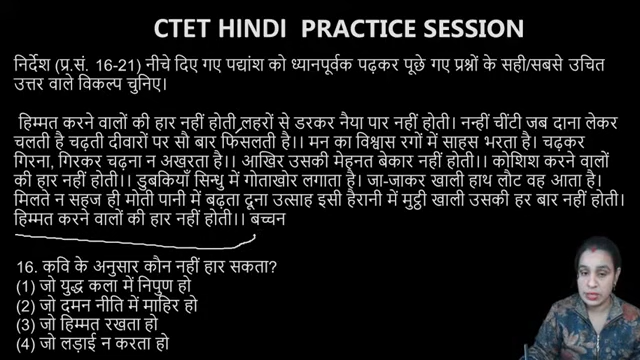 CTET HINDI PRACTICE SESSION
निर्देश (प्र.सं. 16-21) नीचे दिए गए पद्यांश को ध्यानपूर्वक पढ़कर पूछे गए प्रश्नों के सही/सबसे उचित
उत्तर वाले विकल्प चुनिए।
हिम्मत करने वालों की हार नहीं होती लहरों से डरकर नैया पार नहीं होती। नन्हीं चींटी जब दाना लेकर
चलती है चढ़ती दीवारों पर सौ बार फिसलती है।। मन का विश्वास रगों में साहस भरता है। चढ़कर
गिरना, गिरकर चढ़ना न अखरता है।। आखिर उसकी मेहनत बेकार नहीं होती।। कोशिश करने वालों
की हार नहीं होती।। डुबकियाँ सिन्धु में गोताखोर लगाता है। जा-जाकर खाली हाथ लौट वह आता है।
मिलते न सहज ही मोती पानी में बढ़ता दूना उत्साह इसी हैरानी में मुट्ठी खाली उसकी हर बार नहीं होती।
हिम्मत करने वालों की हार नहीं होती।। बच्चन
16. कवि के अनुसार कौन नहीं हार सकता?
(1) जो युद्ध कला में निपुण हो
(2) जो दमन नीति में माहिर हो
(3) जो हिम्मत रखता हो
(4) जो लड़ाई न करता हो